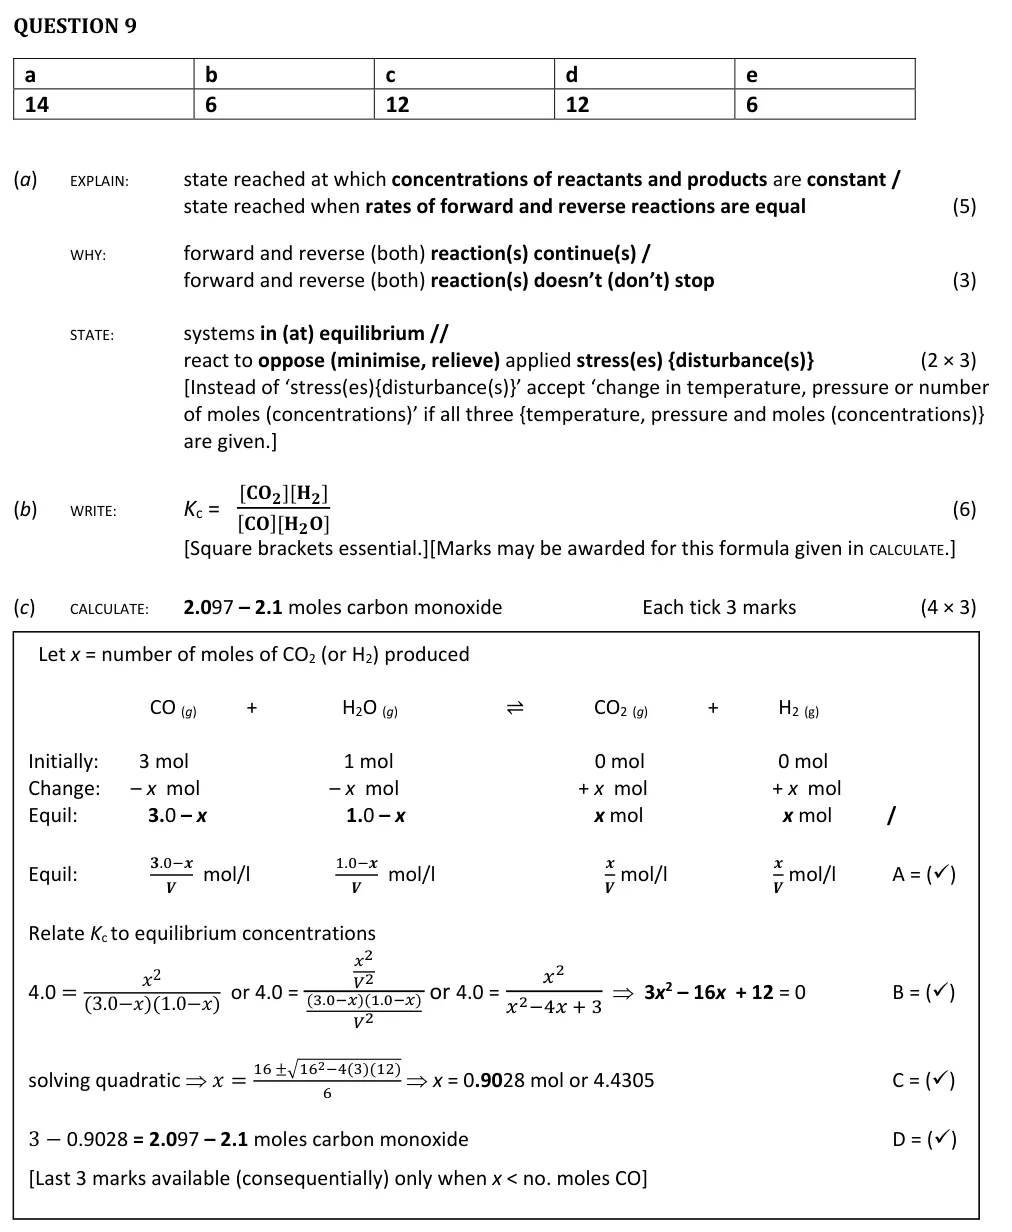 QUESTION 9
a b c d e
14 6 12 12 6
(a) EXPLAIN: state reached at which concentrations of reactants and products are constant /
state reached when rates of forward and reverse reactions are equal (5)
WHY: forward and reverse (both) reaction(s) continue(s) /
forward and reverse (both) reaction(s) doesn’t (don’t) stop (3)
STATE: systems in (at) equilibrium //
react to oppose (minimise, relieve) applied stress(es) {disturbance(s)} (2 × 3)
[Instead of ‘stress(es){disturbance(s)}’ accept ‘change in temperature, pressure or number
of moles (concentrations)’ if all three {temperature, pressure and moles (concentrations)}
are given.]
(b) WRITE: Kc = [CO₂][H₂] / [CO][H₂O] (6)
[Square brackets essential.][Marks may be awarded for this formula given in CALCULATE.]
(c) CALCULATE: 2.097 – 2.1 moles carbon monoxide Each tick 3 marks (4 × 3)
Let x = number of moles of CO₂ (or H₂) produced
CO (g) + H₂O (g) ⇌ CO₂ (g) + H₂ (g)
Initially: 3 mol 1 mol 0 mol 0 mol
Change: – x mol – x mol + x mol + x mol
Equil: 3.0 – x 1.0 – x x mol x mol /
Equil: (3.0−x)/V mol/l (1.0−x)/V mol/l x/V mol/l x/V mol/l A = (✓)
Relate Kc to equilibrium concentrations
4.0 = x²/((3.0−x)(1.0−x)) or 4.0 = (x²/V²)/((3.0−x)(1.0−x)/V²) or 4.0 = x²/(x²−4x + 3) ⇒ 3x² – 16x + 12 = 0 B = (✓)
solving quadratic ⇒ x = (16 ±√(16²−4(3)(12)))/6 ⇒ x = 0.9028 mol or 4.4305 C = (✓)
3 − 0.9028 = 2.097 – 2.1 moles carbon monoxide D = (✓)
[Last 3 marks available (consequentially) only when x < no. moles CO]